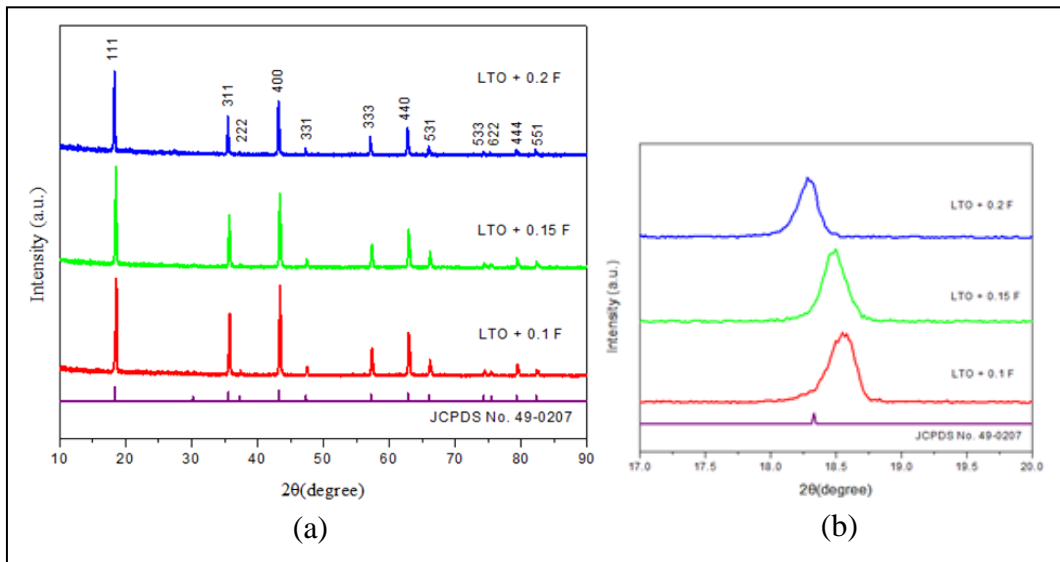 111
311
222
400
331
333
440
531
533
622
444
551
LTO + 0.2 F
LTO + 0.15 F
LTO + 0.1 F
JCPDS No. 49-0207
Intensity (a.u.)
10 20 30 40 50 60 70 80 90
2θ(degree)
(a)
LTO + 0.2 F
LTO + 0.15 F
LTO + 0.1 F
JCPDS No. 49-0207
Intensity (a.u.)
17.0 17.5 18.0 18.5 19.0 19.5 20.0
2θ(degree)
(b)